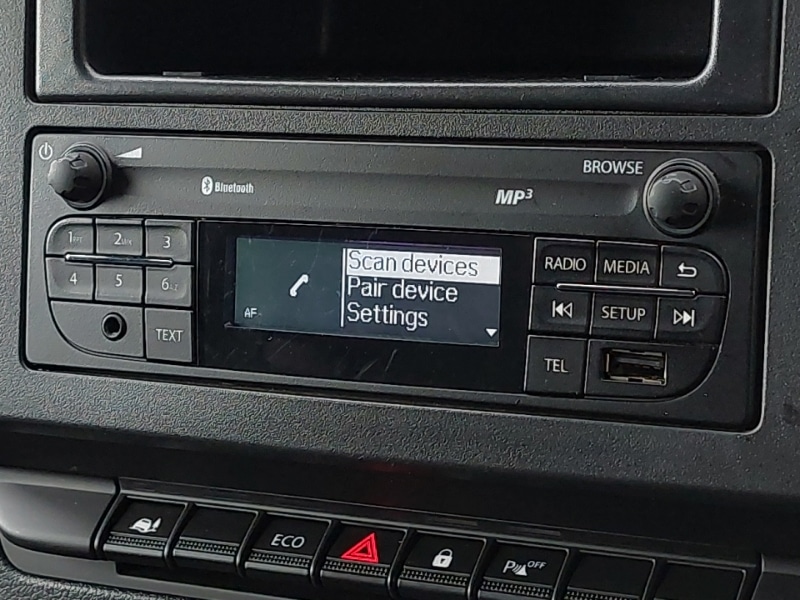 BROWSE
Bluetooth
MP3
1 2 3
4 5 6
TEXT
AF
Scan devices
Pair device
Settings
RADIO MEDIA
SETUP
TEL
ECO
P OFF